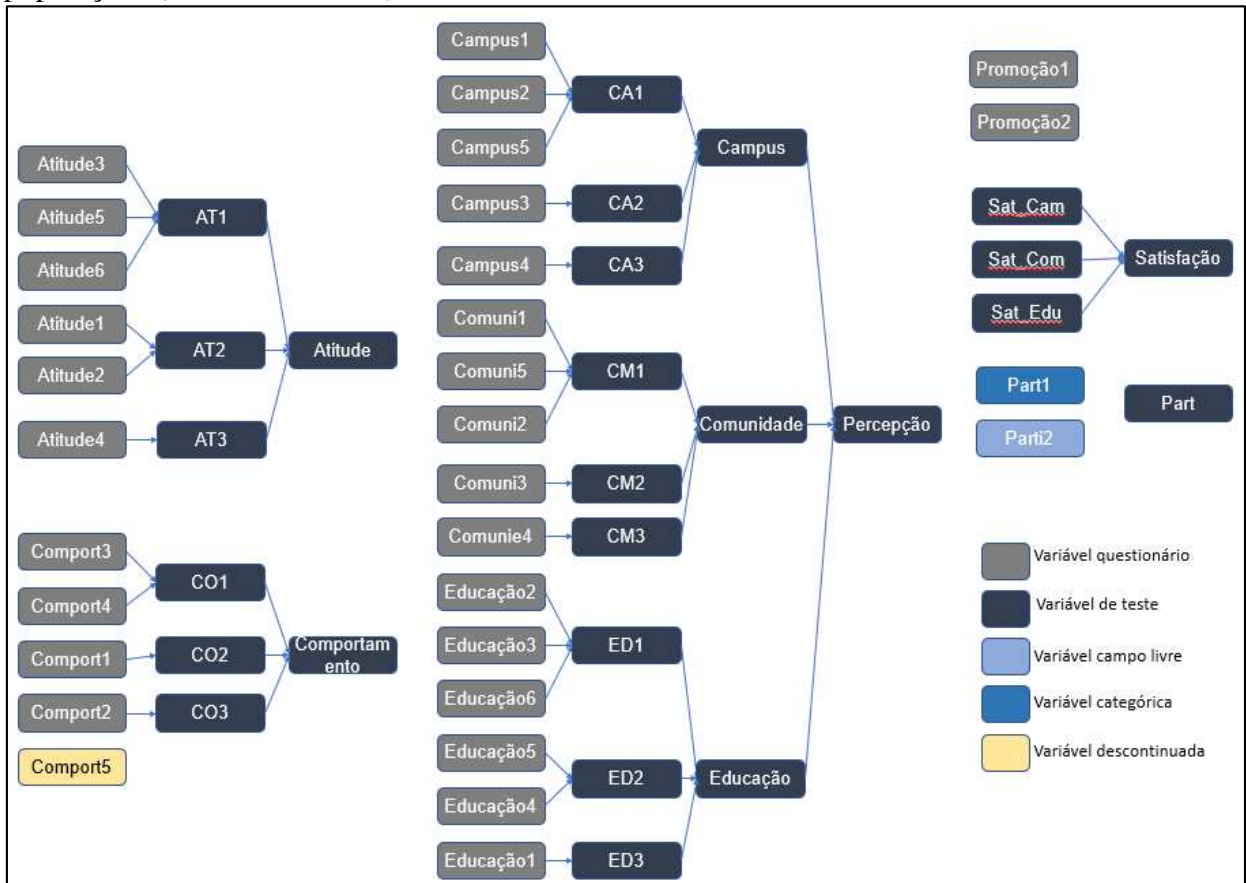 Atitude3
Atitude5
Atitude6
Atitude1
Atitude2
Atitude4
AT1
AT2
AT3
Atitude
Comport3
Comport4
Comport1
Comport2
Comport5
CO1
CO2
CO3
Comportam
ento
Campus1
Campus2
Campus5
Campus3
Campus4
CA1
CA2
CA3
Campus
Comuni1
Comuni5
Comuni2
Comuni3
Comunie4
CM1
CM2
CM3
Comunidade
Educação2
Educação3
Educação6
Educação5
Educação4
Educação1
ED1
ED2
ED3
Educação
Percepção
Promoção1
Promoção2
Sat_Cam
Sat_Com
Sat_Edu
Satisfação
Part1
Parti2
Part
Variável questionário
Variável de teste
Variável campo livre
Variável categórica
Variável descontinuada